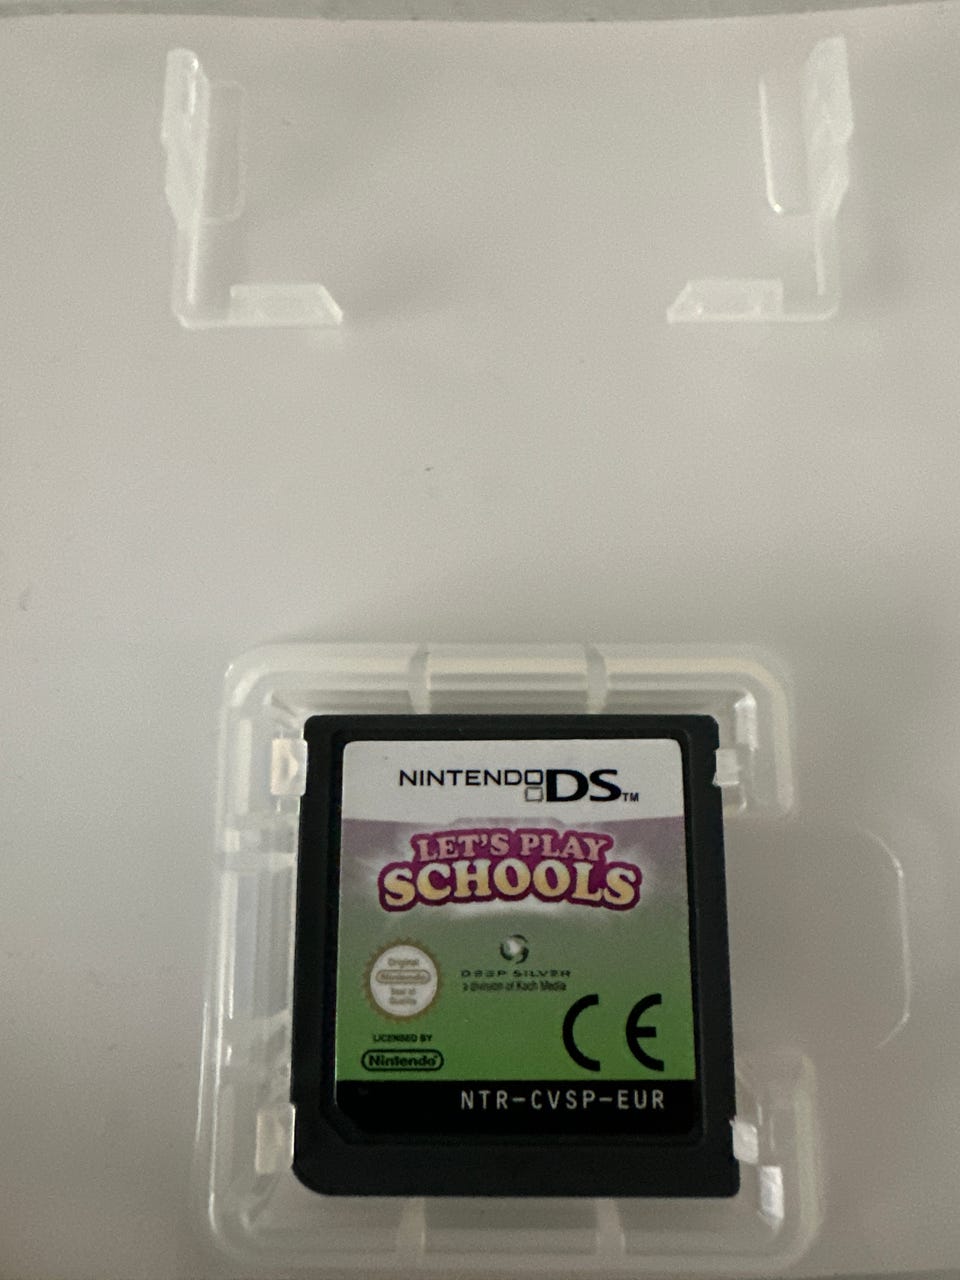 NINTENDO DS™
LET'S PLAY
SCHOOLS
DEEP SILVER
a division of Koch Media
Original
Nintendo
Seal of
Quality
CE
LICENSED BY
Nintendo®
NTR-CVSP-EUR